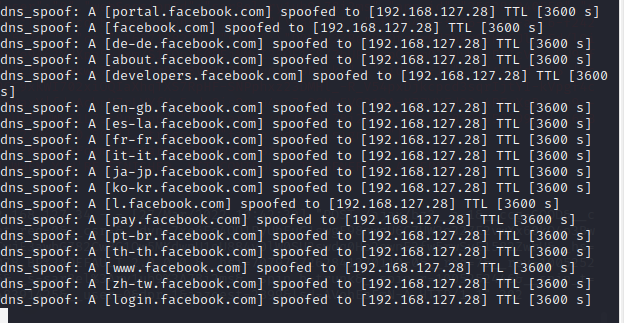 dns_spoof: A [portal.facebook.com] spoofed to [192.168.127.28] TTL [3600 s]
dns_spoof: A [facebook.com] spoofed to [192.168.127.28] TTL [3600 s]
dns_spoof: A [de-de.facebook.com] spoofed to [192.168.127.28] TTL [3600 s]
dns_spoof: A [about.facebook.com] spoofed to [192.168.127.28] TTL [3600 s]
dns_spoof: A [developers.facebook.com] spoofed to [192.168.127.28] TTL [3600
s]
dns_spoof: A [en-gb.facebook.com] spoofed to [192.168.127.28] TTL [3600 s]
dns_spoof: A [es-la.facebook.com] spoofed to [192.168.127.28] TTL [3600 s]
dns_spoof: A [fr-fr.facebook.com] spoofed to [192.168.127.28] TTL [3600 s]
dns_spoof: A [it-it.facebook.com] spoofed to [192.168.127.28] TTL [3600 s]
dns_spoof: A [ja-jp.facebook.com] spoofed to [192.168.127.28] TTL [3600 s]
dns_spoof: A [ko-kr.facebook.com] spoofed to [192.168.127.28] TTL [3600 s]
dns_spoof: A [l.facebook.com] spoofed to [192.168.127.28] TTL [3600 s]
dns_spoof: A [pay.facebook.com] spoofed to [192.168.127.28] TTL [3600 s]
dns_spoof: A [pt-br.facebook.com] spoofed to [192.168.127.28] TTL [3600 s]
dns_spoof: A [th-th.facebook.com] spoofed to [192.168.127.28] TTL [3600 s]
dns_spoof: A [www.facebook.com] spoofed to [192.168.127.28] TTL [3600 s]
dns_spoof: A [zh-tw.facebook.com] spoofed to [192.168.127.28] TTL [3600 s]
dns_spoof: A [login.facebook.com] spoofed to [192.168.127.28] TTL [3600 s]